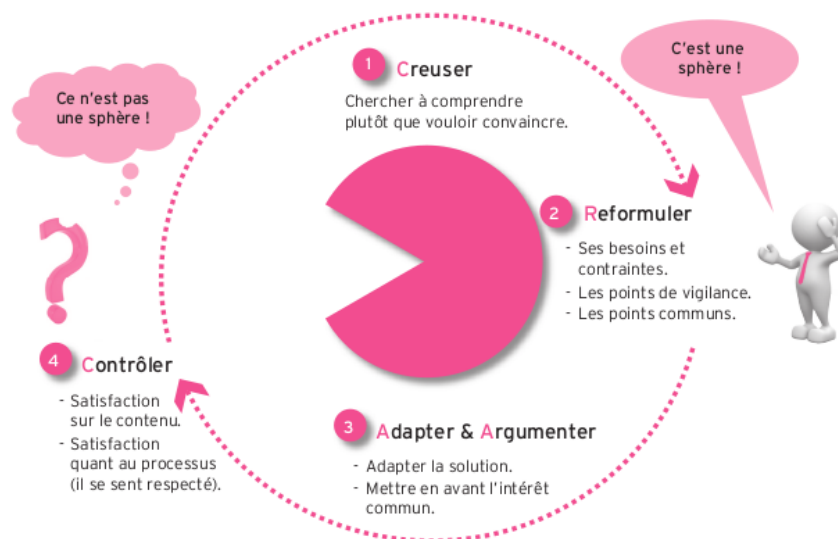 1 Creuser
Chercher à comprendre
plutôt que vouloir convaincre.
C'est une
sphère !
Ce n'est pas
une sphère !
2 Reformuler
- Ses besoins et
contraintes.
- Les points de vigilance.
- Les points communs.
3 Adapter & Argumenter
- Adapter la solution.
- Mettre en avant l'intérêt
commun.
4 Contrôler
- Satisfaction
sur le contenu.
- Satisfaction
quant au processus
(il se sent respecté).
?